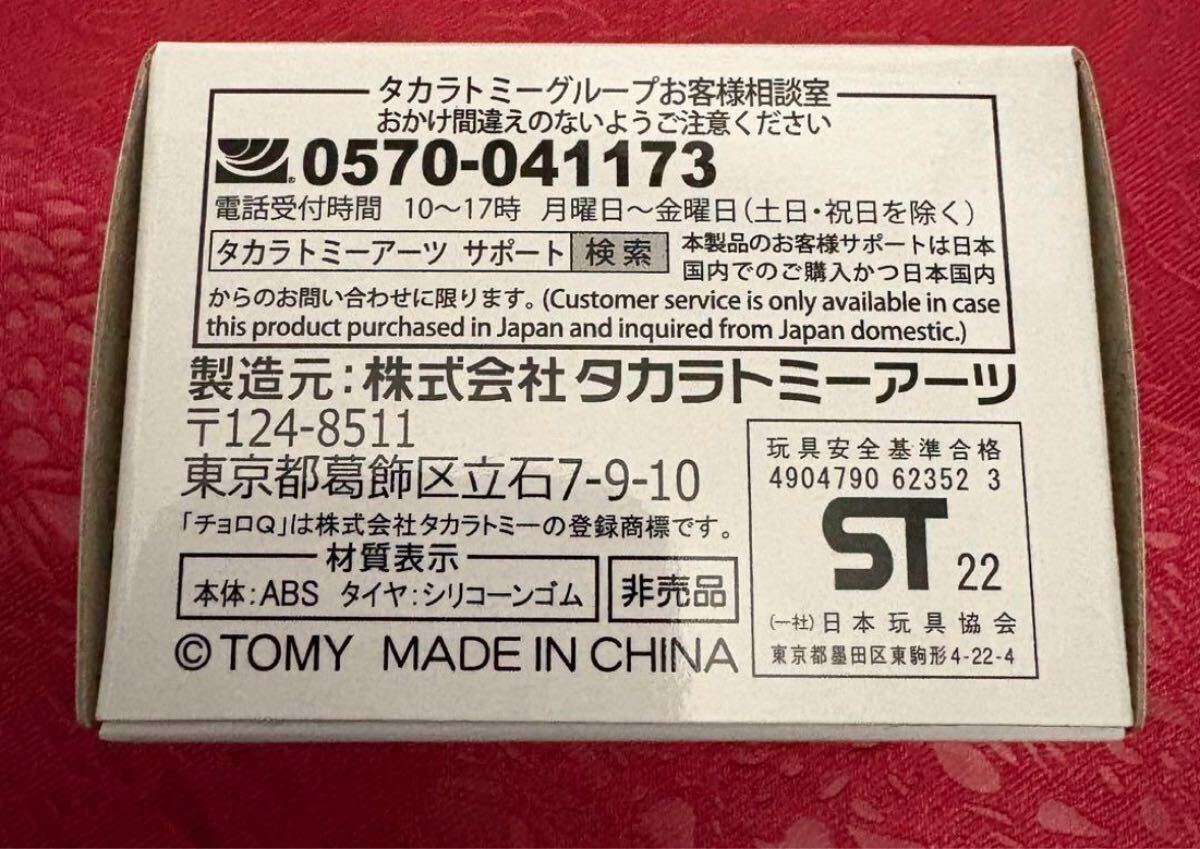 タカラトミーグループお客様相談室
おかけ間違えのないようご注意ください
0570-041173
電話受付時間 10～17時 月曜日～金曜日(土日・祝日を除く)
タカラトミーアーツ サポート 検索
本製品のお客様サポートは日本
国内でのご購入かつ日本国内
からのお問い合わせに限ります。(Customer service is only available in case
this product purchased in Japan and inquired from Japan domestic.)
製造元:株式会社タカラトミーアーツ
〒124-8511
東京都葛飾区立石7-9-10
「チョロQ」は株式会社タカラトミーの登録商標です。
材質表示
本体:ABS タイヤ:シリコーンゴム
非売品
©TOMY MADE IN CHINA
玩具安全基準合格
4904790 62352 3
ST 22
(一社)日本玩具協会
東京都墨田区東駒形4-22-4